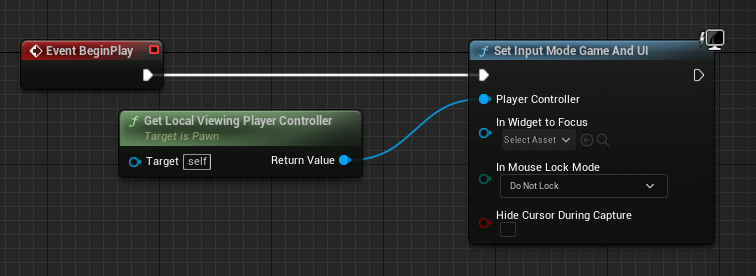 Event BeginPlay
Set Input Mode Game And UI
Player Controller
In Widget to Focus
Select Asset
In Mouse Lock Mode
Do Not Lock
Hide Cursor During Capture
f Get Local Viewing Player Controller
Target is Pawn
Target self
Return Value